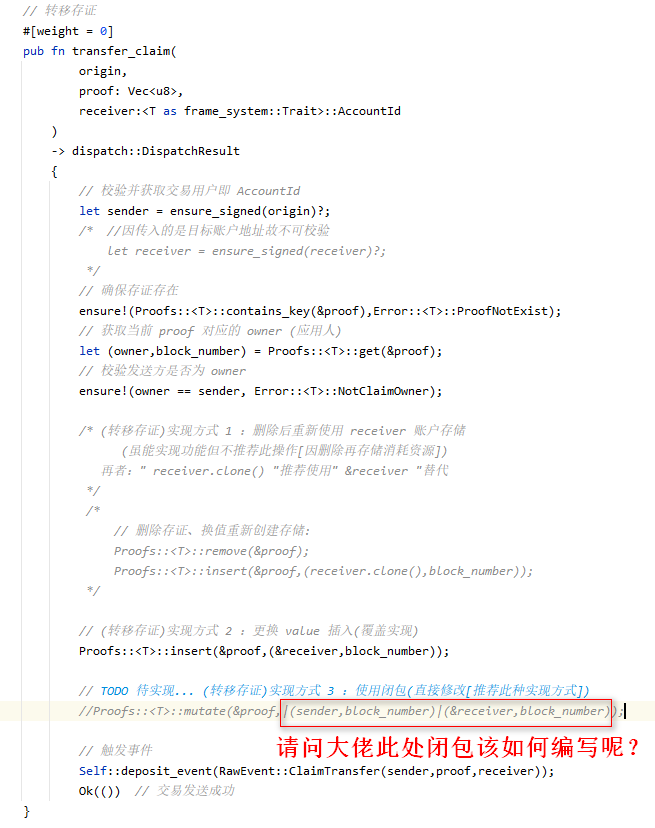 // 转移存证
#[weight = 0]
pub fn transfer_claim(
origin,
proof: Vec<u8>,
receiver:<T as frame_system::Trait>::AccountId
)
-> dispatch::DispatchResult
{
// 校验并获取交易用户即 AccountId
let sender = ensure_signed(origin)?;
/* //因传入的是目标账户地址故不可校验
let receiver = ensure_signed(receiver)?;
*/
// 确保存证存在
ensure!(Proofs::<T>::contains_key(&proof),Error::<T>::ProofNotExist);
// 获取当前 proof 对应的 owner (应用人)
let (owner,block_number) = Proofs::<T>::get(&proof);
// 校验发送方是否为 owner
ensure!(owner == sender, Error::<T>::NotClaimOwner);
/* (转移存证)实现方式 1 : 删除后重新使用 receiver 账户存储
(虽能实现功能但不推荐此操作[因删除再存储消耗资源])
再者: " receiver.clone() "推荐使用" &receiver "替代
*/
/*
// 删除存证、换值重新创建存储:
Proofs::<T>::remove(&proof);
Proofs::<T>::insert(&proof,(receiver.clone(),block_number));
*/
// (转移存证)实现方式 2 : 更换 value 插入(覆盖实现)
Proofs::<T>::insert(&proof,(&receiver,block_number));
// TODO 待实现... (转移存证)实现方式 3 : 使用闭包(直接修改[推荐此种实现方式])
//Proofs::<T>::mutate(&proof,|(sender,block_number)|(&receiver,block_number));
请问大佬此处闭包该如何编写呢?
// 触发事件
Self::deposit_event(RawEvent::ClaimTransfer(sender,proof,receiver));
Ok(()) // 交易发送成功
}